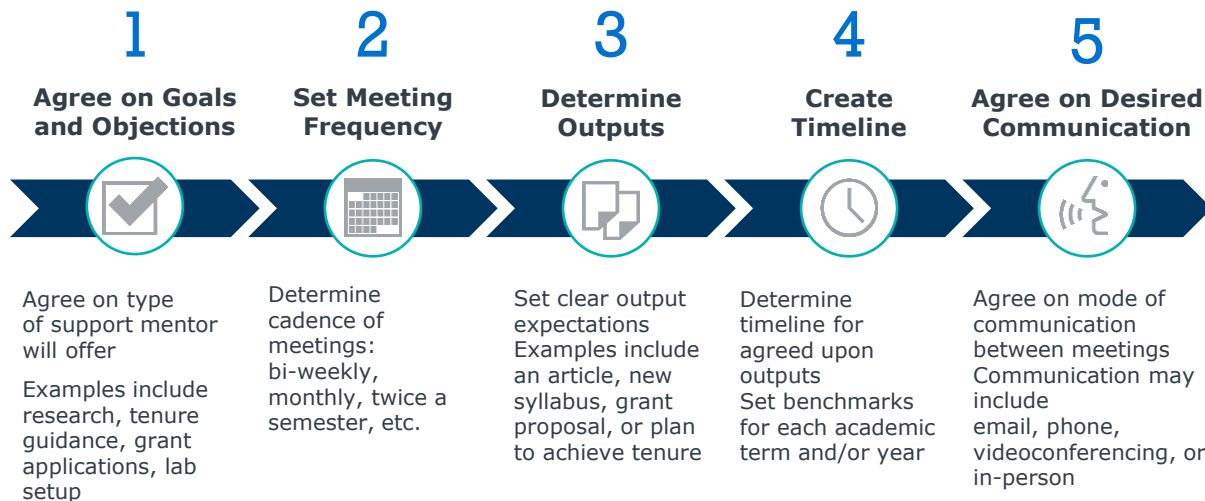 1
Agree on Goals
and Objections
Agree on type
of support mentor
will offer
Examples include
research, tenure
guidance, grant
applications, lab
setup
2
Set Meeting
Frequency
Determine
cadence of
meetings:
bi-weekly,
monthly, twice a
semester, etc.
3
Determine
Outputs
Set clear output
expectations
Examples include
an article, new
syllabus, grant
proposal, or plan
to achieve tenure
4
Create
Timeline
Determine
timeline for
agreed upon
outputs
Set benchmarks
for each academic
term and/or year
5
Agree on Desired
Communication
Agree on mode of
communication
between meetings
Communication may
include
email, phone,
videoconferencing, or
in-person